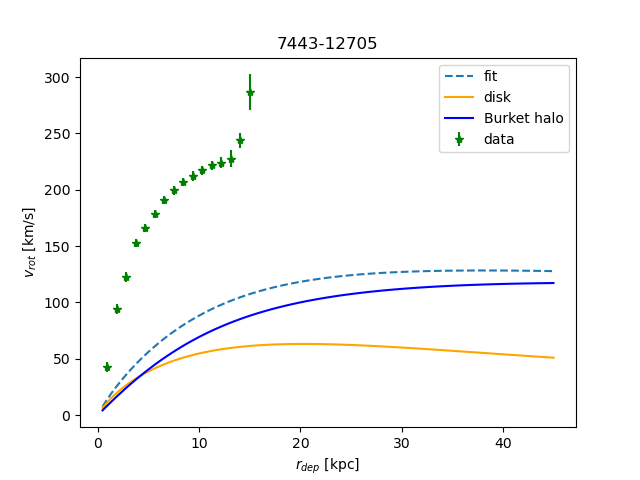 7443-12705
300
250
200
150
100
50
0
v_rot [km/s]
0 10 20 30 40
r_dep [kpc]
fit
disk
Burket halo
data